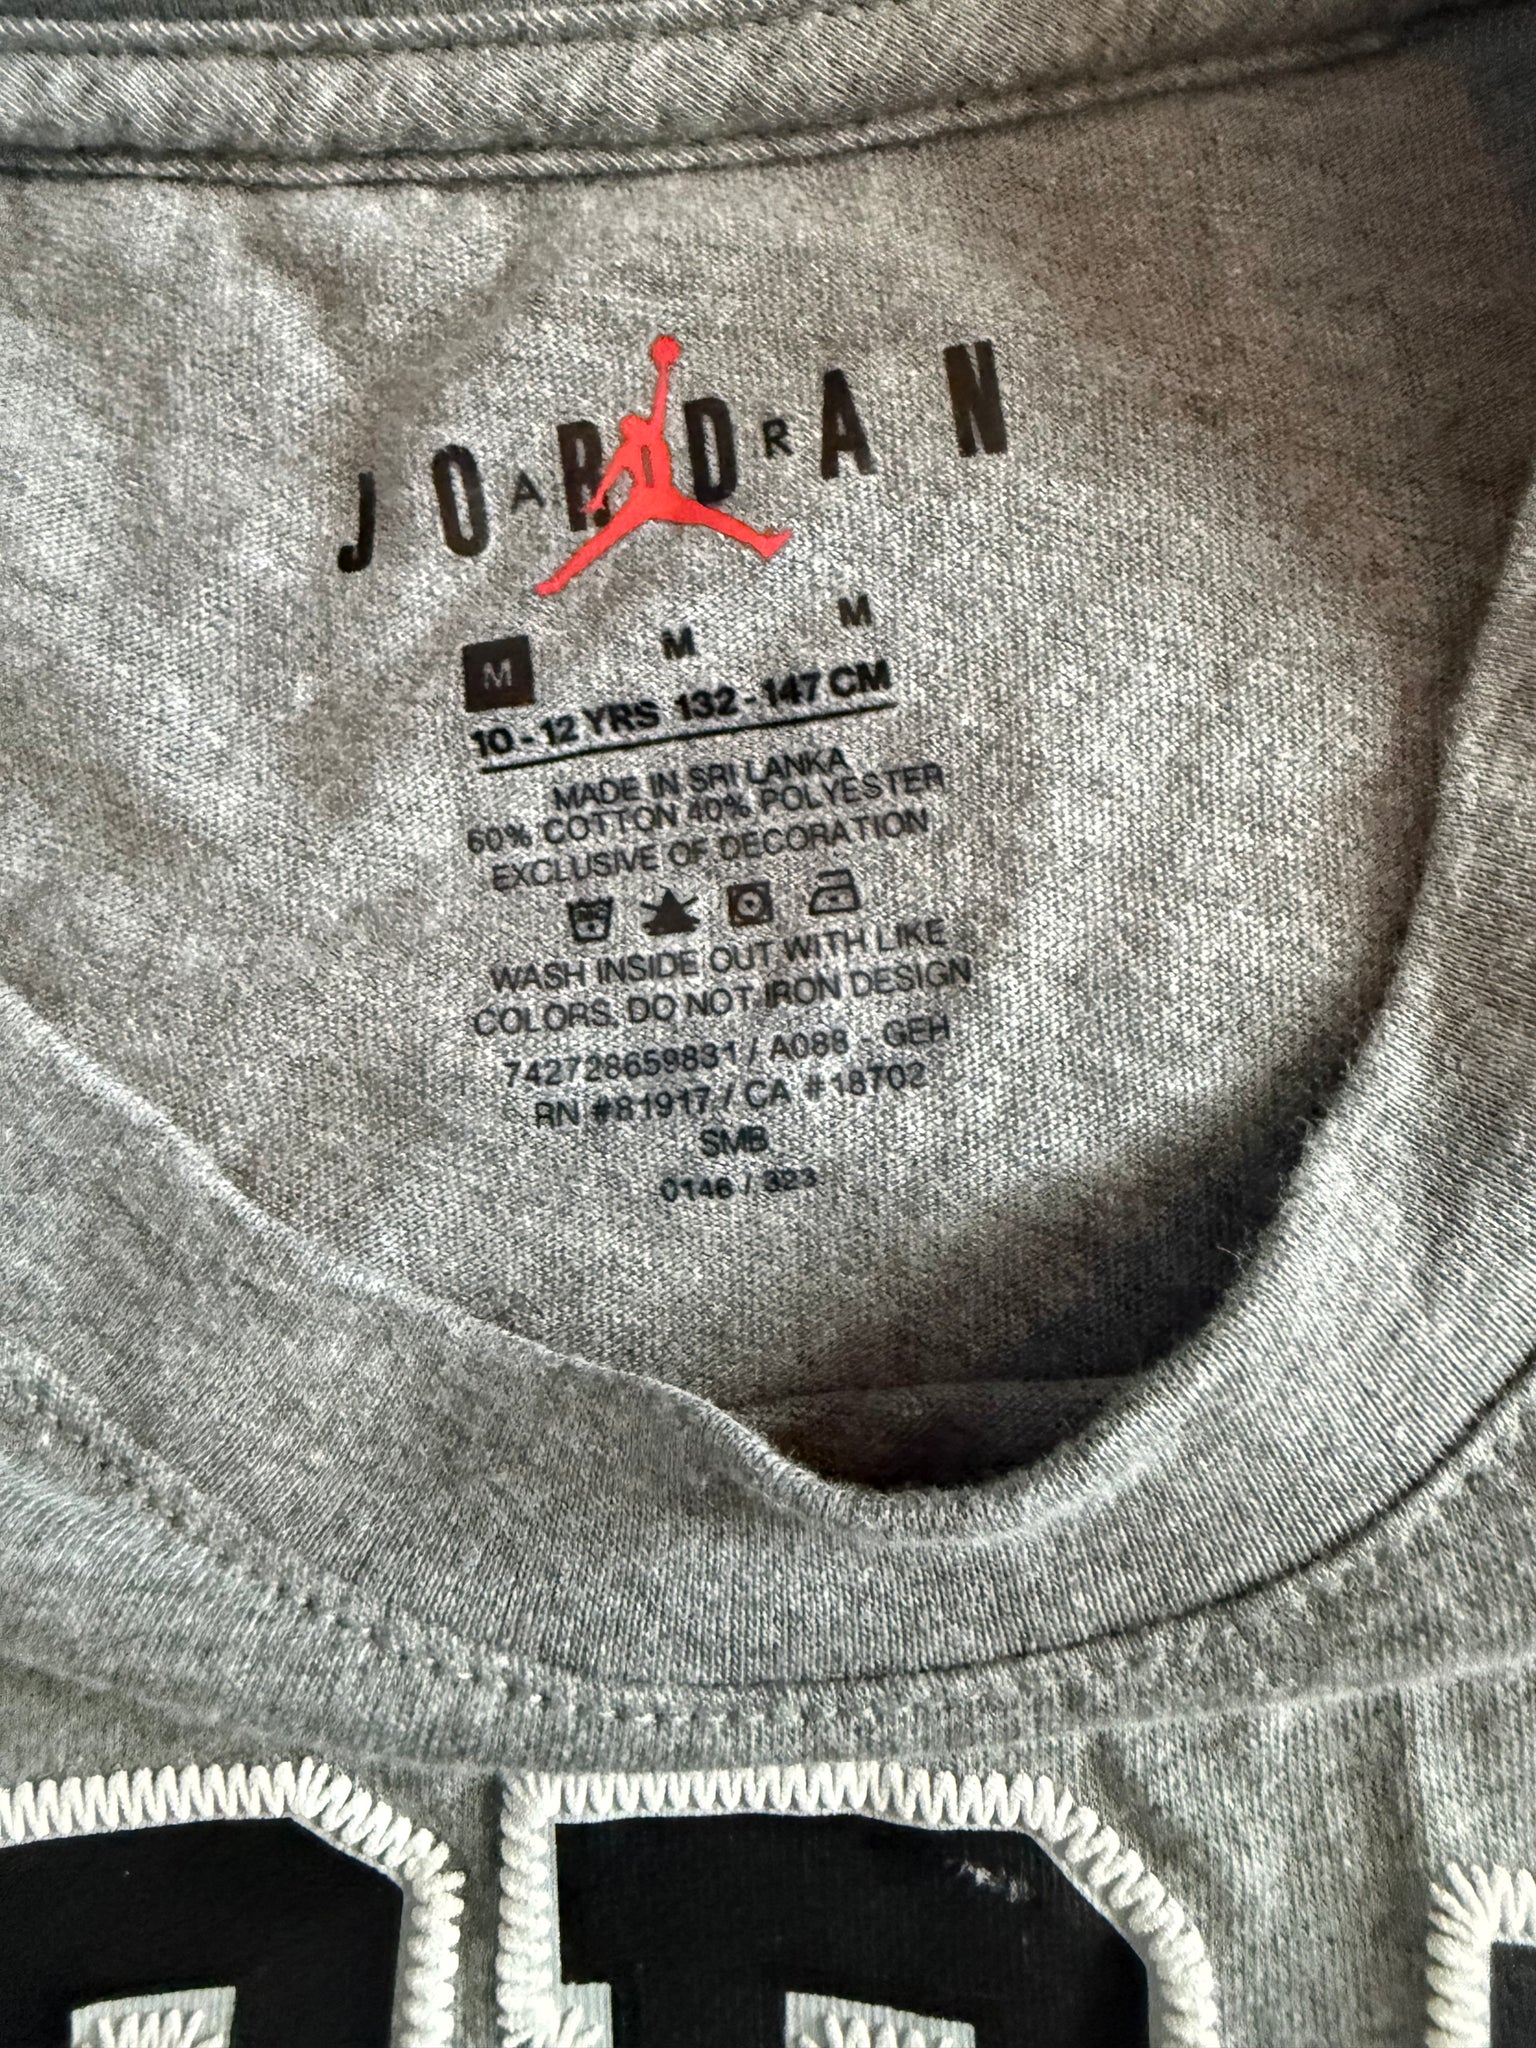 JORDAN
AIR
M M M
10 - 12 YRS 132 - 147 CM
MADE IN SRI LANKA
60% COTTON 40% POLYESTER
EXCLUSIVE OF DECORATION
WASH INSIDE OUT WITH LIKE
COLORS. DO NOT IRON DESIGN
742728659831 / A088 - GEH
RN #81917 / CA #18702
SMB
0146 / 323